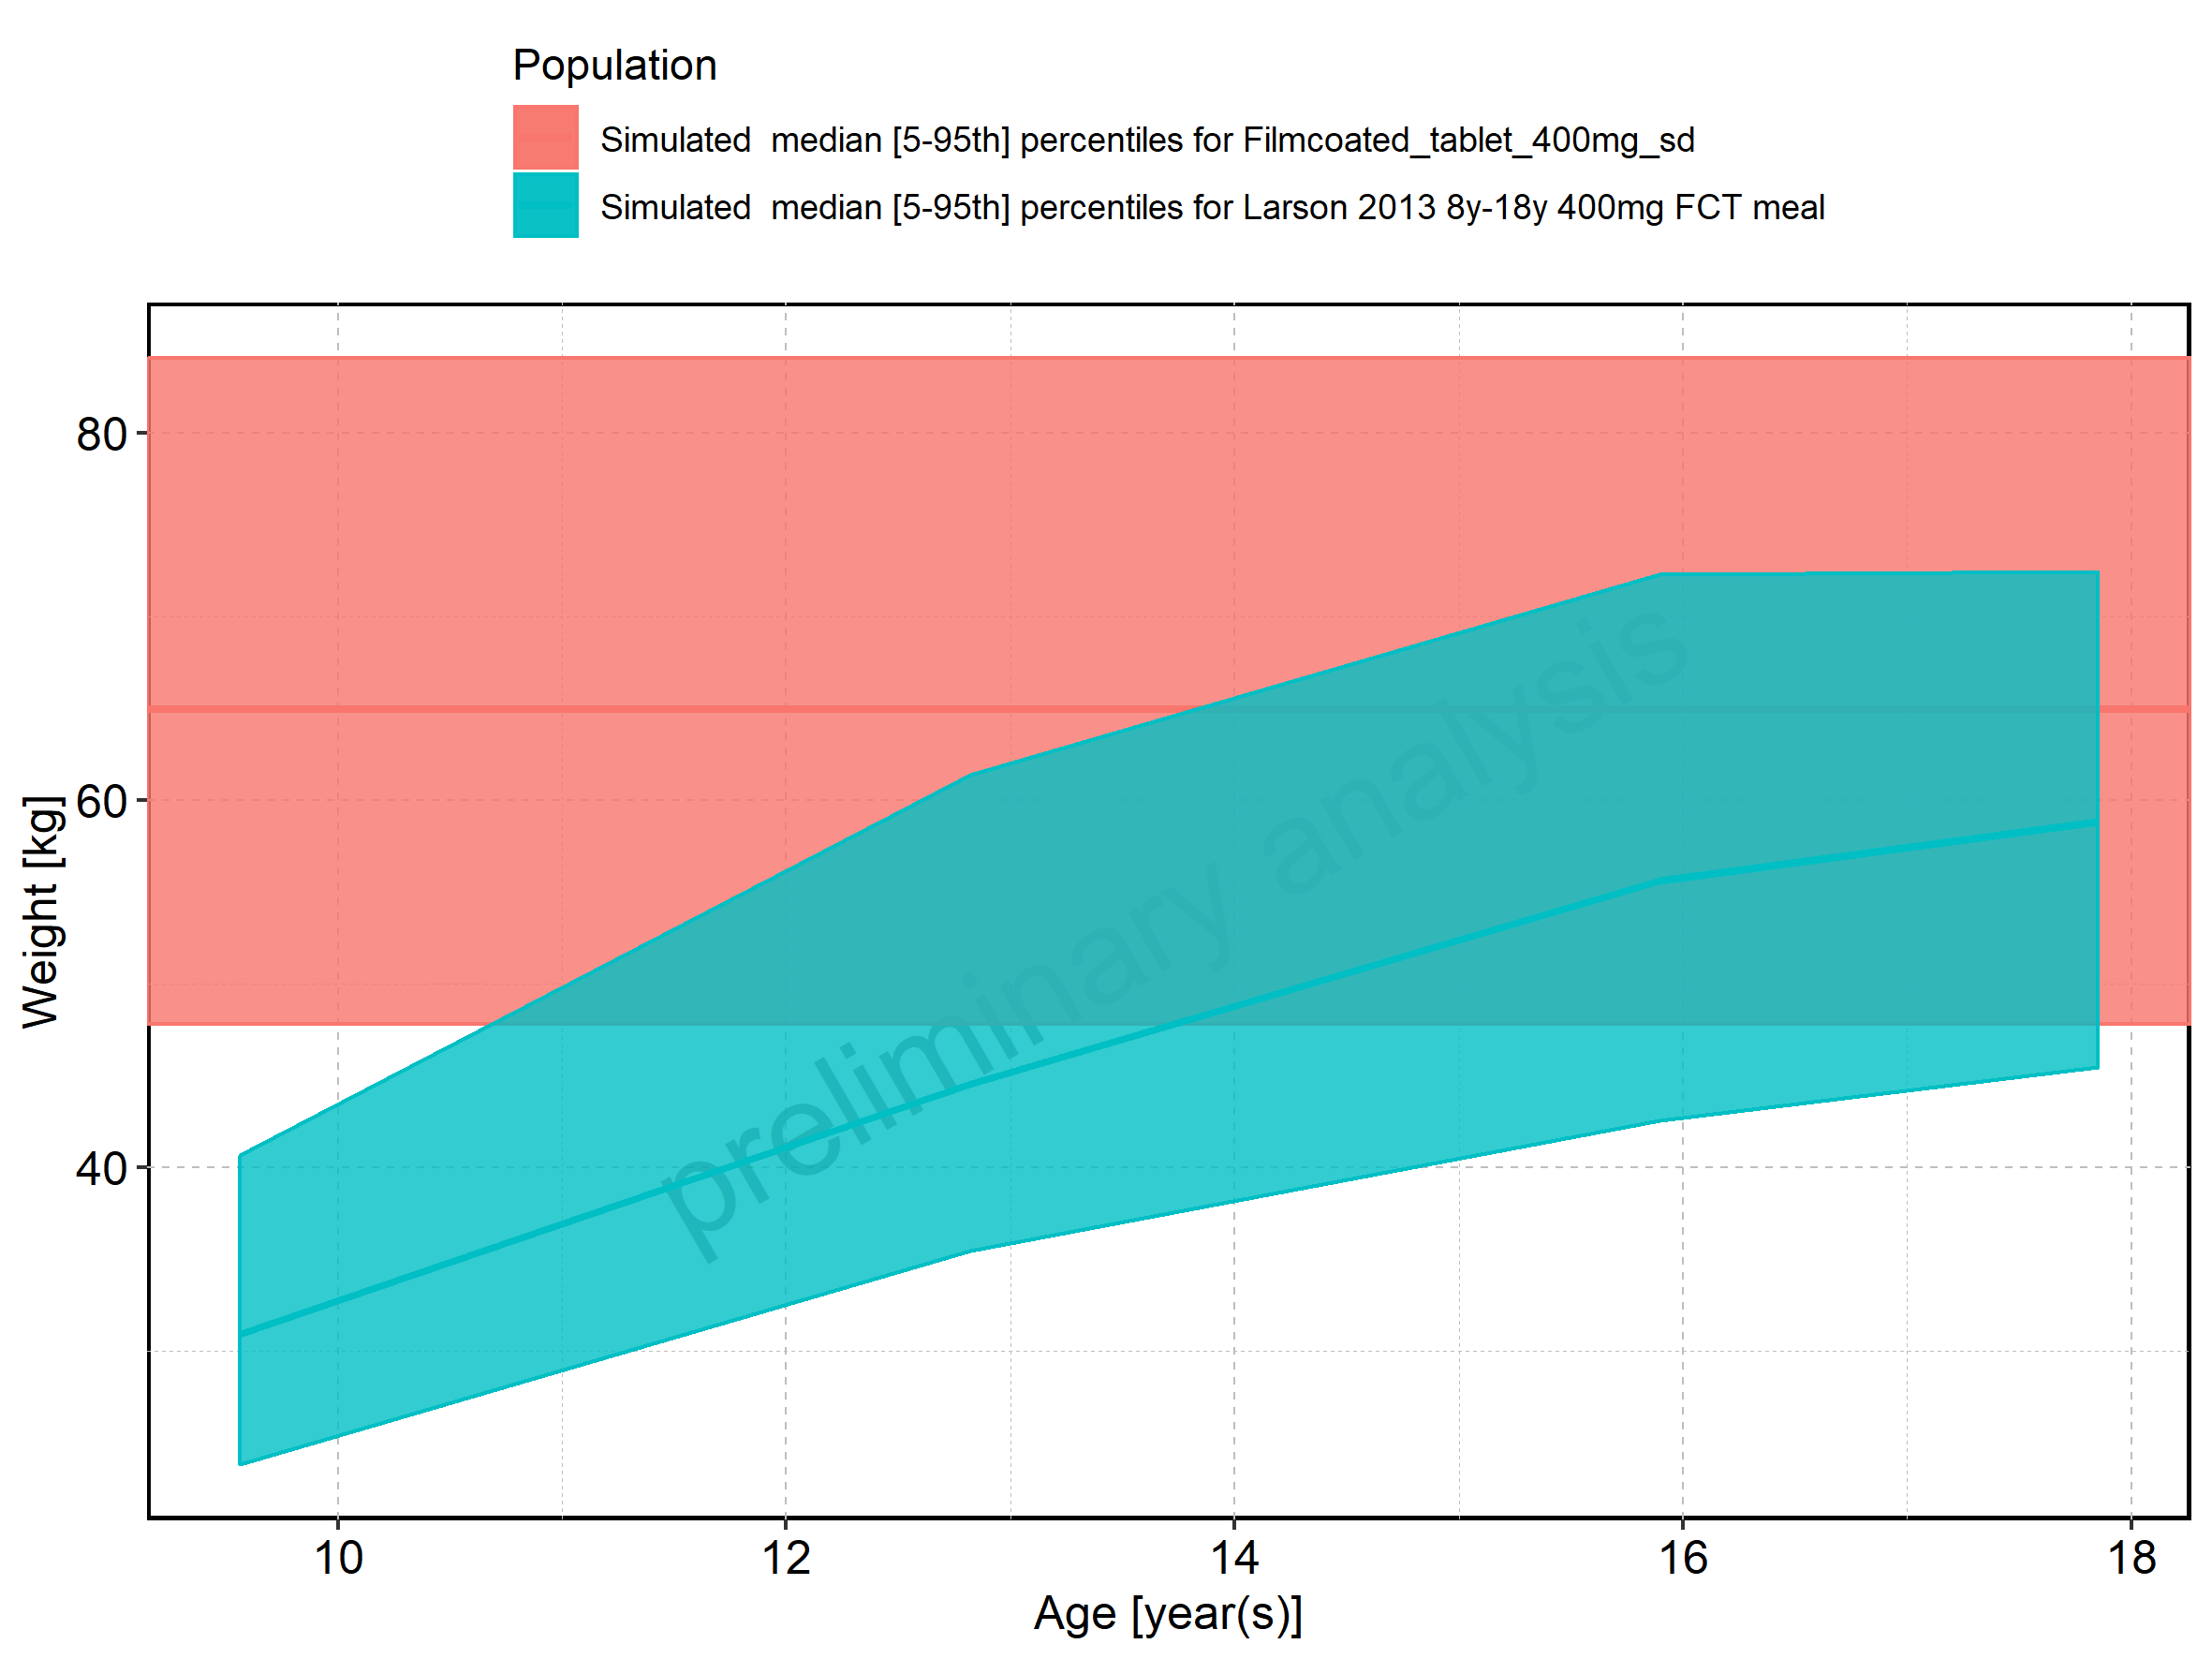 Population
Simulated  median [5-95th] percentiles for Filmcoated_tablet_400mg_sd
Simulated  median [5-95th] percentiles for Larson 2013 8y-18y 400mg FCT meal
80
60
40
Weight [kg]
preliminary analysis
10 12 14 16 18
Age [year(s)]